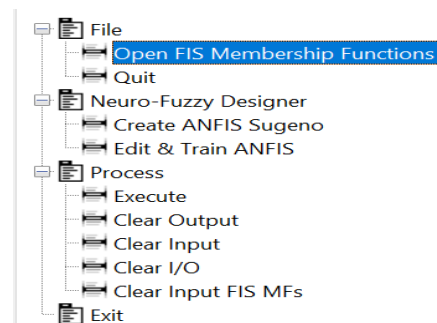 File
Open FIS Membership Functions
Quit
Neuro-Fuzzy Designer
Create ANFIS Sugeno
Edit & Train ANFIS
Process
Execute
Clear Output
Clear Input
Clear I/O
Clear Input FIS MFs
Exit